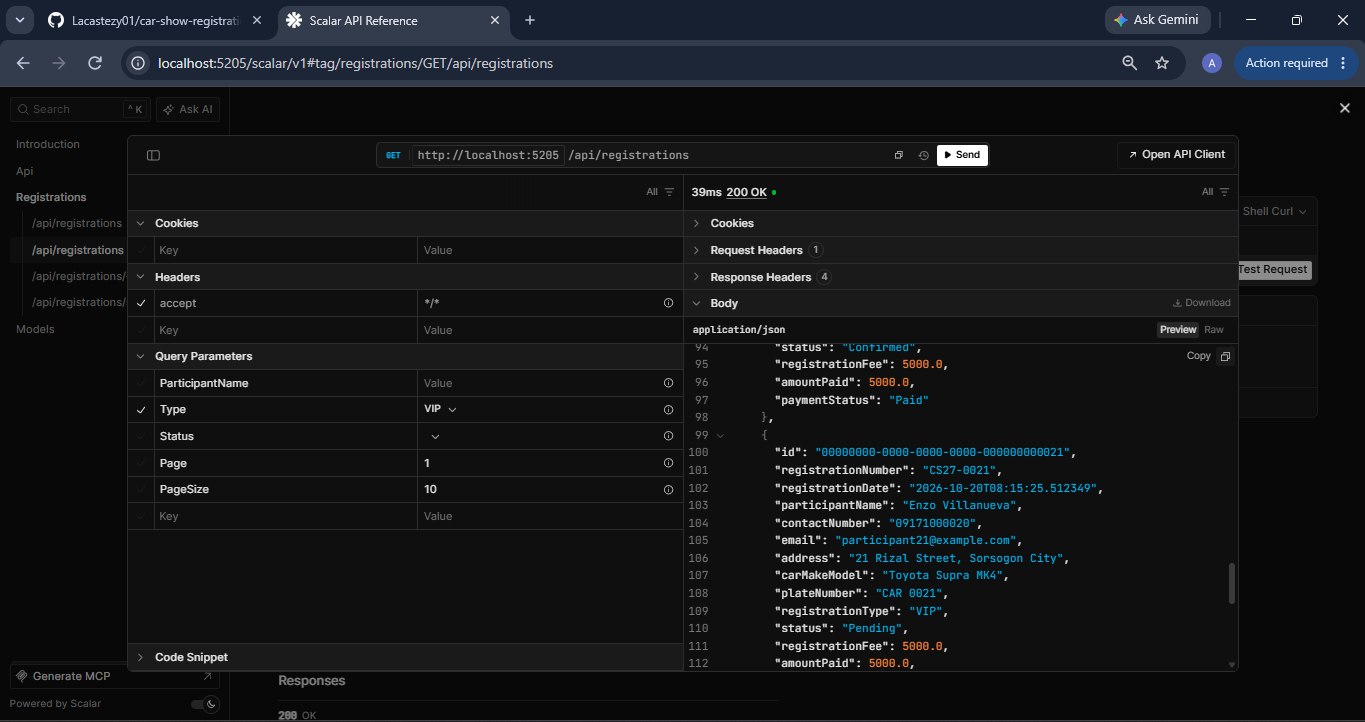 Lacastezy01/car-show-registrati
Scalar API Reference
Ask Gemini
localhost:5205/scalar/v1#tag/registrations/GET/api/registrations
A
Action required
Search
^ K
Ask AI
Introduction
Api
Registrations
/api/registrations
/api/registrations
/api/registrations/
/api/registrations/
Models
Generate MCP
Powered by Scalar
GET http://localhost:5205 /api/registrations
Send
Open API Client
All
Cookies
Key Value
Headers
accept */*
Key Value
Query Parameters
ParticipantName Value
Type VIP
Status
Page 1
PageSize 10
Key Value
Code Snippet
39ms 200 OK
All
Cookies
Request Headers 1
Response Headers 4
Body
Download
application/json
Preview Raw
Copy
94 "status": "Confirmed",
95 "registrationFee": 5000.0,
96 "amountPaid": 5000.0,
97 "paymentStatus": "Paid"
98 },
99 {
100 "id": "00000000-0000-0000-0000-000000000021",
101 "registrationNumber": "CS27-0021",
102 "registrationDate": "2026-10-20T08:15:25.512349",
103 "participantName": "Enzo Villanueva",
104 "contactNumber": "09171000020",
105 "email": "participant21@example.com",
106 "address": "21 Rizal Street, Sorsogon City",
107 "carMakeModel": "Toyota Supra MK4",
108 "plateNumber": "CAR 0021",
109 "registrationType": "VIP",
110 "status": "Pending",
111 "registrationFee": 5000.0,
112 "amountPaid": 5000.0,
Shell Curl
Test Request
Responses
200 OK